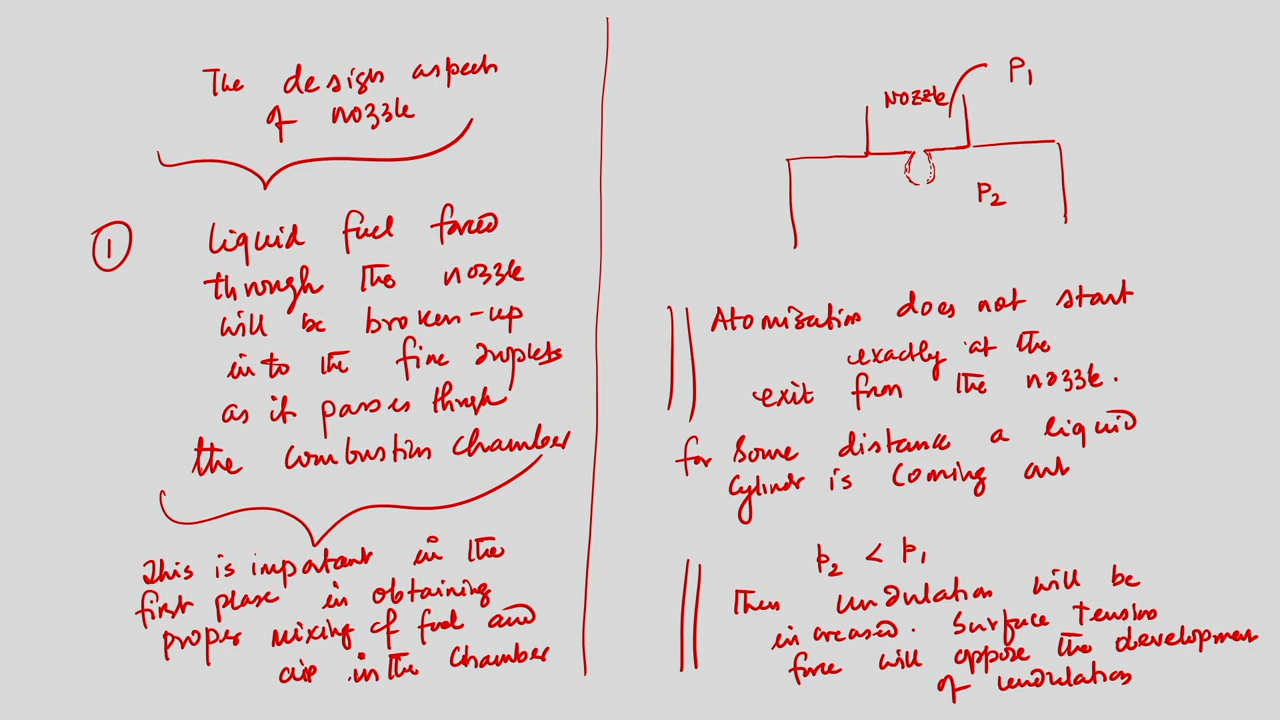 The design aspects
of nozzle
① liquid fuel forced
through the nozzle
will be broken-up
into the fine droplets
as it passes through
the combustion chamber
This is important in the
first place in obtaining
proper mixing of fuel and
air in the chamber
Nozzle
P1
P2
Atomization does not start
exactly at the
exit from the nozzle.
for some distance a liquid
cylinder is coming out
P2 < P1
Then undulation will be
increased. Surface tension
force will oppose the development
of undulation